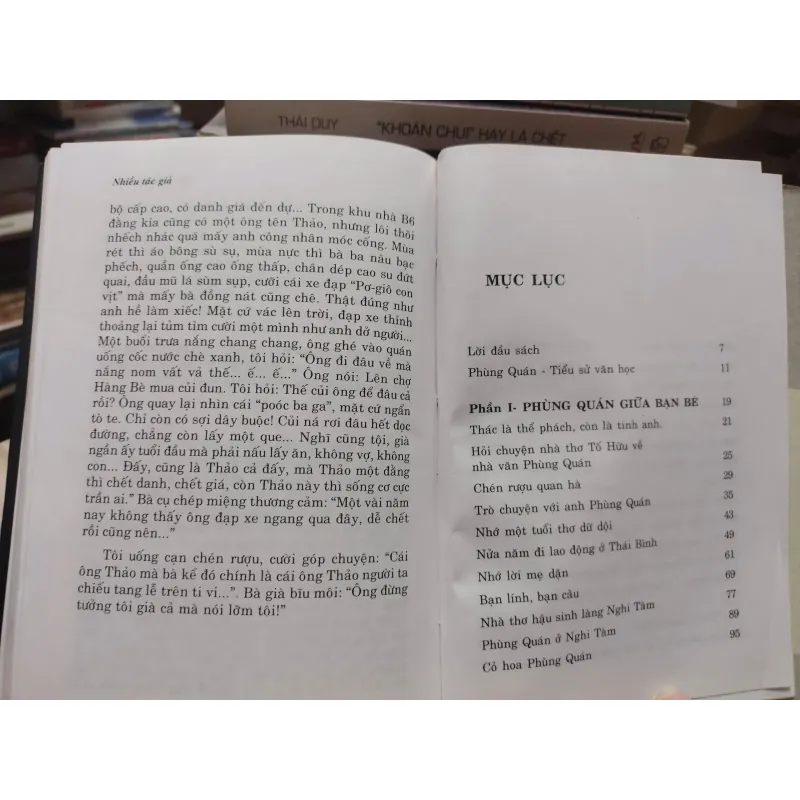 THÁI DUY "KHOÁN CHUI" HAY LÀ CHẾT
Nhiều tác giả
bộ cấp cao, có danh giá đến dự... Trong khu nhà B6
đằng kia cũng có một ông tên Thảo, nhưng lôi thôi
nhếch nhác quá mấy anh công nhân móc cống. Mùa
rét thì áo bông sù sụ, mùa nực thì bà ba nâu bạc
phếch, quần ống cao ống thấp, chân dép cao su đứt
quai, đầu mũ lá sùm sụp, cưỡi cái xe đạp "Pơ-giô con
vịt" mà mấy bà đồng nát cũng chê. Thật đúng như
anh hề làm xiếc! Mặt cứ vác lên trời, đạp xe thỉnh
thoảng lại tủm tỉm cười một mình như anh dở người...
Một buổi trưa nắng chang chang, ông ghé vào quán
uống cốc nước chè xanh, tôi hỏi: "Ông đi đâu về mà
nắng nom vất vả thế... ế... ế..." Ông nói: Lên chợ
Hàng Bè mua củi đun. Tôi hỏi: Thế củi ông để đâu cả
rồi? Ông quay lại nhìn cái "poóc ba ga", mặt cứ ngẩn
tò te. Chỉ còn có sợi dây buộc! Củi nả rơi đâu hết dọc
đường, chẳng còn lấy một que... Nghĩ cũng tội, già
ngần ấy tuổi đầu mà phải nấu lấy ăn, không vợ, không
con... Đấy, cũng là Thảo cả đấy, mà Thảo một đằng
thì chết danh, chết giá, còn Thảo này thì sống cơ cực
trần ai." Bà cụ chép miệng thương cảm: "Một vài năm
nay không thấy ông đạp xe ngang qua đây, dễ chết
rồi cũng nên..."
Tôi uống cạn chén rượu, cười góp chuyện: "Cái
ông Thảo mà bà kể đó chính là cái ông Thảo người ta
chiếu tang lễ trên ti vi...". Bà già bĩu môi: "Ông đừng
tưởng tôi già cả mà nói lỡm tôi!"
MỤC LỤC
Lời đầu sách 7
Phùng Quán - Tiểu sử văn học 11
Phần I- PHÙNG QUÁN GIỮA BẠN BÈ 19
Thác là thể phách, còn là tinh anh. 21
Hỏi chuyện nhà thơ Tố Hữu về
nhà văn Phùng Quán 25
Chén rượu quan hà 29
Trò chuyện với anh Phùng Quán 35
Nhớ một tuổi thơ dữ dội 43
Nửa năm đi lao động ở Thái Bình 49
Nhớ lời mẹ dặn 61
Bạn lính, bạn câu 69
Nhà thơ hậu sinh làng Nghi Tàm 77
Phùng Quán ở Nghi Tàm 89
Cỏ hoa Phùng Quán 95